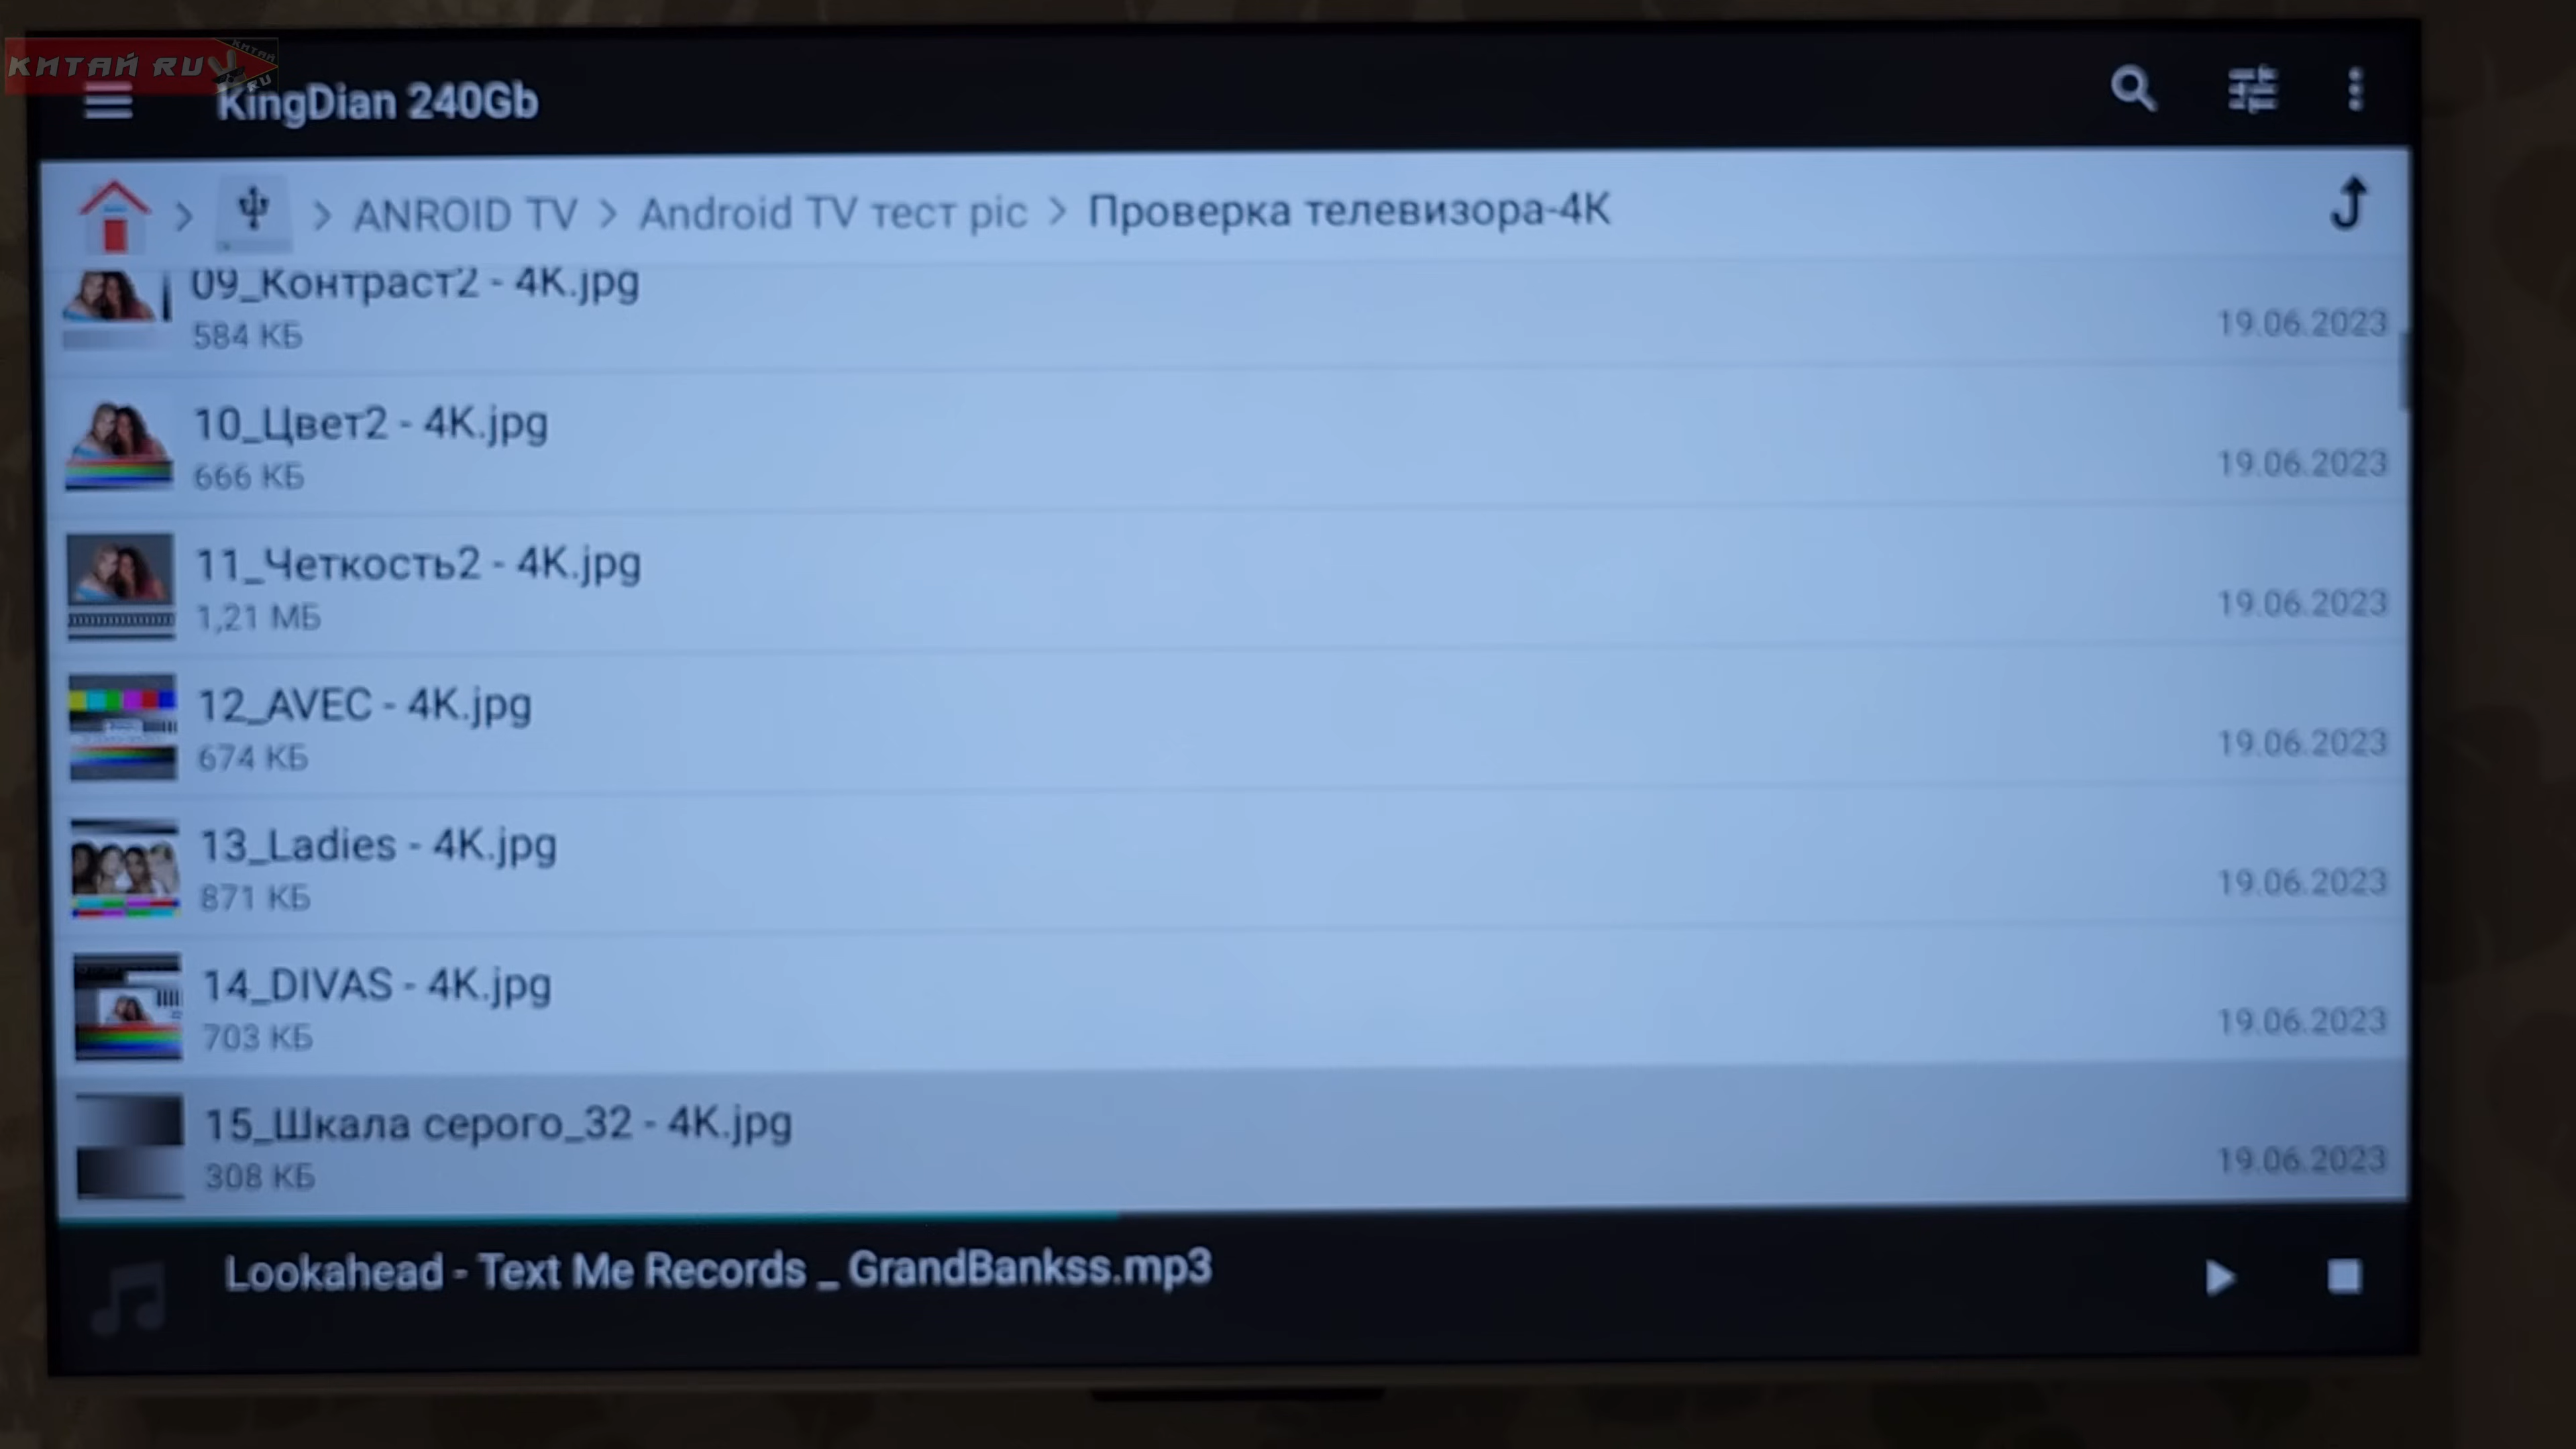 КИТАЙ RU
КИТАЙ
RU
KingDian 240Gb
ANROID TV > Android TV тест pic > Проверка телевизора-4K
09_Контраст2 - 4K.jpg
584 КБ
19.06.2023
10_Цвет2 - 4K.jpg
666 КБ
19.06.2023
11_Четкость2 - 4K.jpg
1,21 МБ
19.06.2023
12_AVEC - 4K.jpg
674 КБ
19.06.2023
13_Ladies - 4K.jpg
871 КБ
19.06.2023
14_DIVAS - 4K.jpg
703 КБ
19.06.2023
15_Шкала серого_32 - 4K.jpg
308 КБ
19.06.2023
Lookahead - Text Me Records _ GrandBankss.mp3